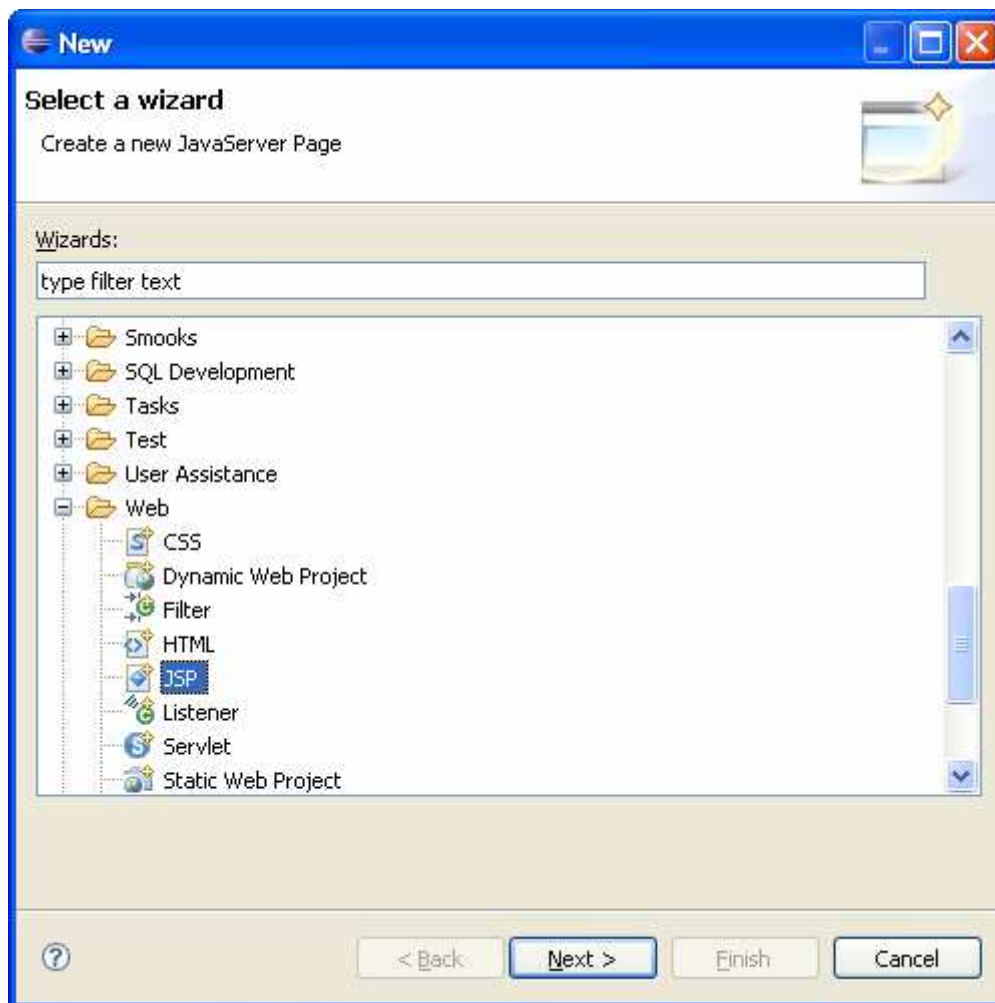 New
Select a wizard
Create a new JavaServer Page
Wizards:
type filter text
Smooks
SQL Development
Tasks
Test
User Assistance
Web
CSS
Dynamic Web Project
Filter
HTML
JSP
Listener
Servlet
Static Web Project
< Back Next > Finish Cancel